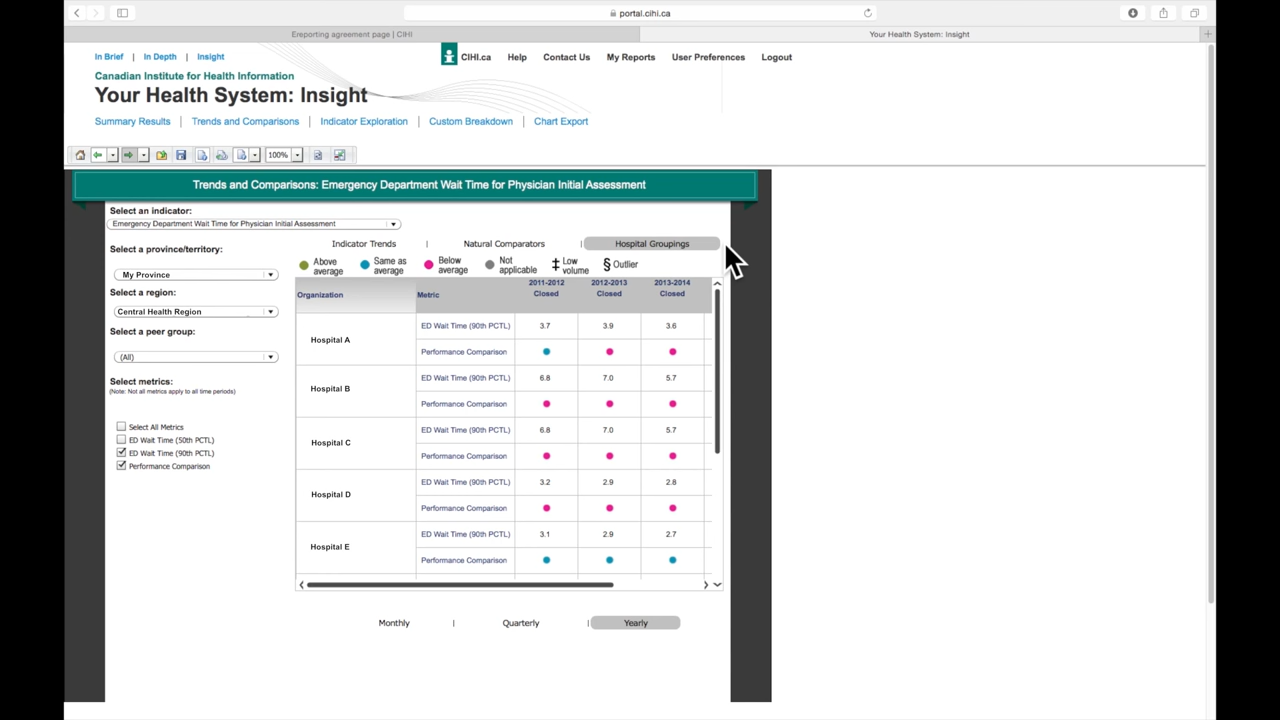 portal.cihi.ca
Ereporting agreement page | CIHI
Your Health System: Insight
In Brief | In Depth | Insight
CIHI.ca Help Contact Us My Reports User Preferences Logout
Canadian Institute for Health Information
Your Health System: Insight
Summary Results | Trends and Comparisons | Indicator Exploration | Custom Breakdown | Chart Export
100%
Trends and Comparisons: Emergency Department Wait Time for Physician Initial Assessment
Select an indicator:
Emergency Department Wait Time for Physician Initial Assessment
Select a province/territory:
My Province
Select a region:
Central Health Region
Select a peer group:
(All)
Select metrics:
(Note: Not all metrics apply to all time periods)
Select All Metrics
ED Wait Time (50th PCTL)
ED Wait Time (90th PCTL)
Performance Comparison
Indicator Trends | Natural Comparators | Hospital Groupings
Above average
Same as average
Below average
Not applicable
‡ Low volume
§ Outlier
Organization Metric 2011-2012 Closed 2012-2013 Closed 2013-2014 Closed
Hospital A
ED Wait Time (90th PCTL) 3.7 3.9 3.6
Performance Comparison
Hospital B
ED Wait Time (90th PCTL) 6.8 7.0 5.7
Performance Comparison
Hospital C
ED Wait Time (90th PCTL) 6.8 7.0 5.7
Performance Comparison
Hospital D
ED Wait Time (90th PCTL) 3.2 2.9 2.8
Performance Comparison
Hospital E
ED Wait Time (90th PCTL) 3.1 2.9 2.7
Performance Comparison
Monthly | Quarterly | Yearly